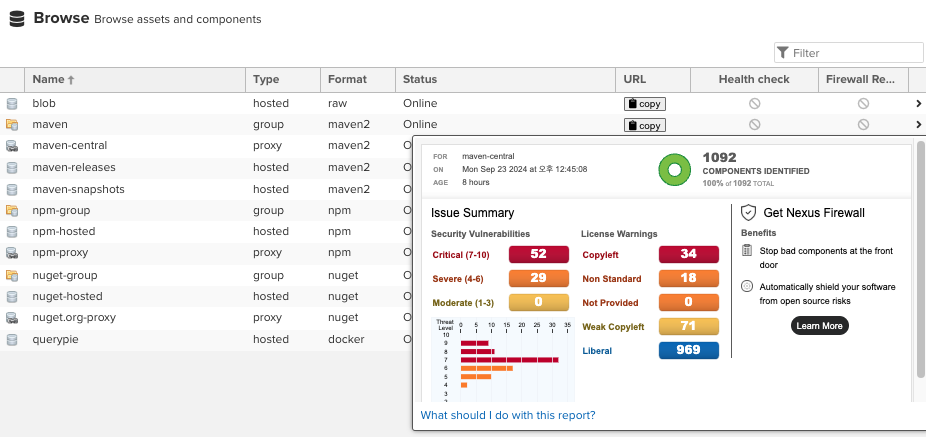 Browse Browse assets and components
Filter
Name Type Format Status URL Health check Firewall Re...
blob hosted raw Online copy
maven group maven2 Online copy
maven-central proxy maven2 O
maven-releases hosted maven2 O
maven-snapshots hosted maven2 O
npm-group group npm O
npm-hosted hosted npm O
npm-proxy proxy npm O
nuget-group group nuget O
nuget-hosted hosted nuget O
nuget.org-proxy proxy nuget O
querypie hosted docker O
FOR maven-central
ON Mon Sep 23 2024 at 오후 12:45:08
AGE 8 hours
1092
COMPONENTS IDENTIFIED
100% of 1092 TOTAL
Issue Summary
Security Vulnerabilities
Critical (7-10) 52
Severe (4-6) 29
Moderate (1-3) 0
Threat Level 0 5 10 15 20 25 30 35
10
9
8
7
6
5
4
3
License Warnings
Copyleft 34
Non Standard 18
Not Provided 0
Weak Copyleft 71
Liberal 969
Get Nexus Firewall
Benefits
Stop bad components at the front
door
Automatically shield your software
from open source risks
Learn More
What should I do with this report?